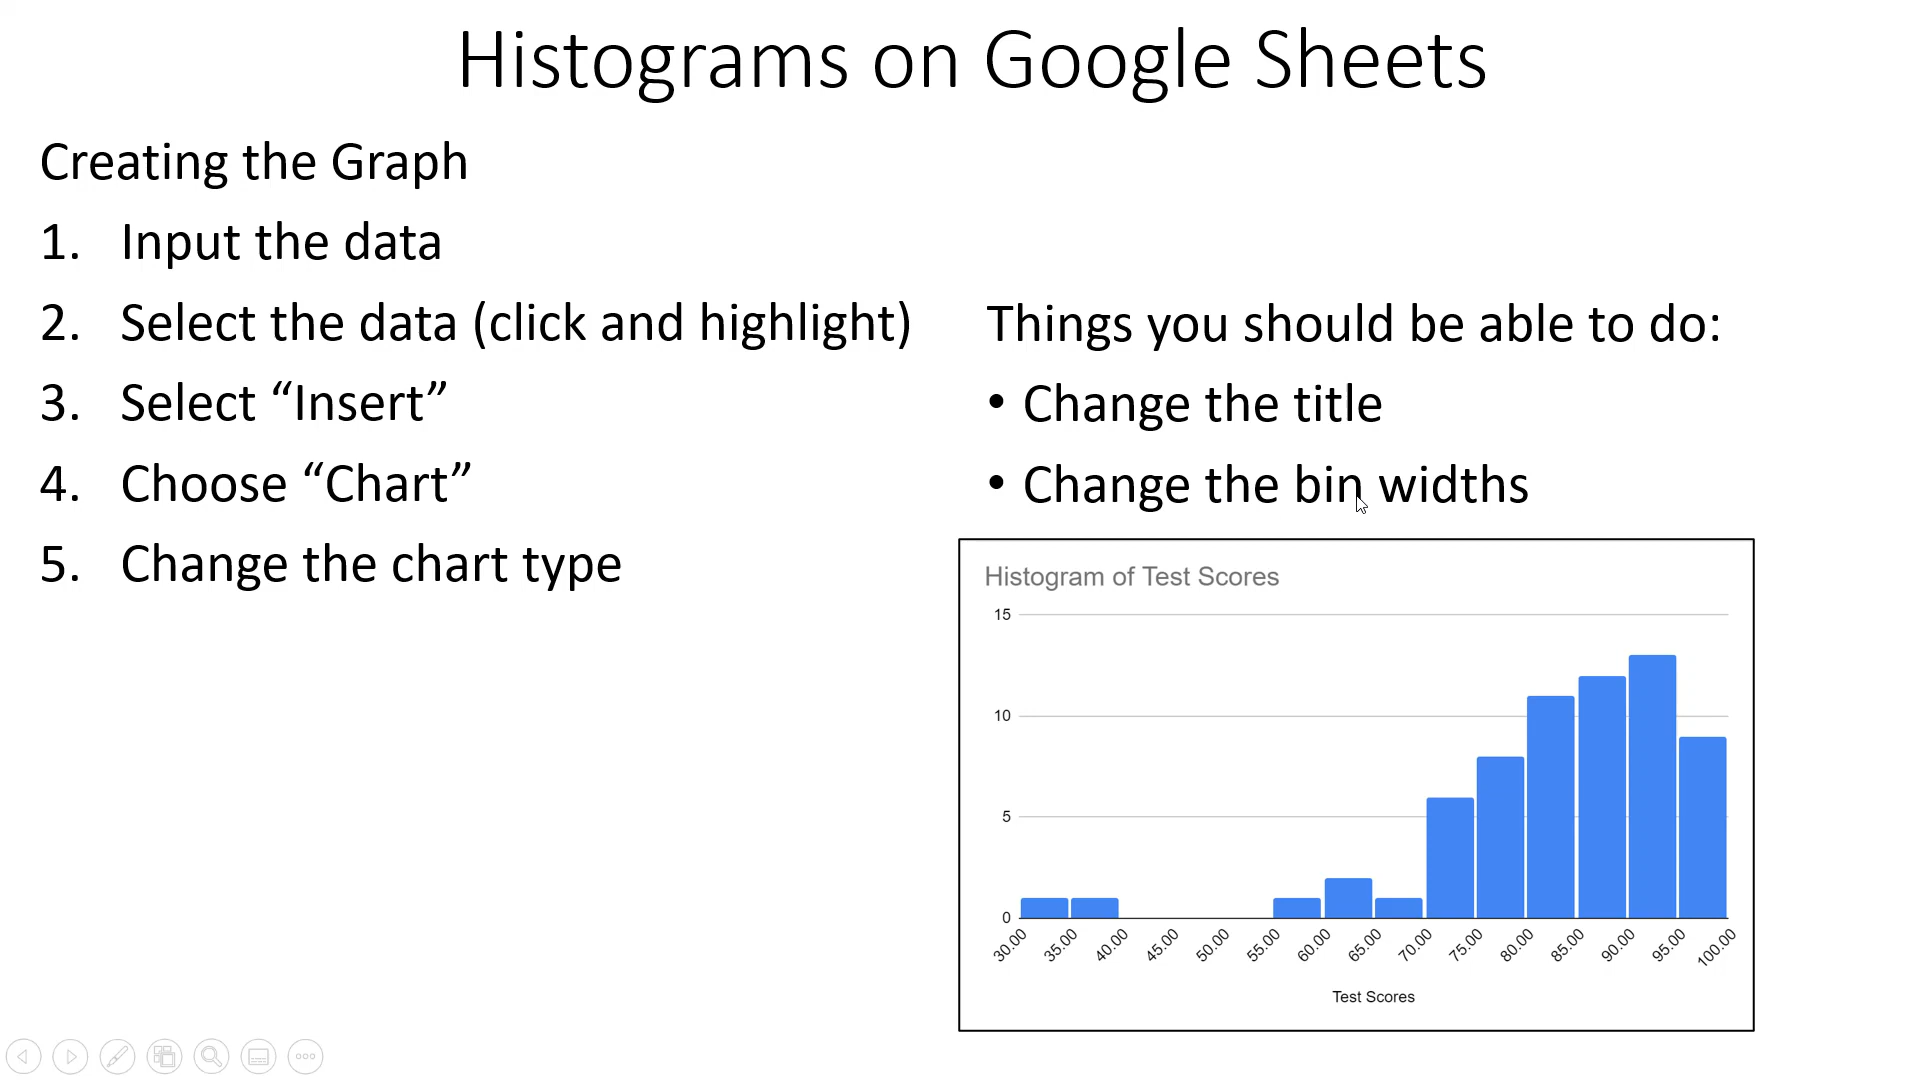 Histograms on Google Sheets
Creating the Graph
1. Input the data
2. Select the data (click and highlight)
3. Select “Insert”
4. Choose “Chart”
5. Change the chart type
Things you should be able to do:
• Change the title
• Change the bin widths
Histogram of Test Scores
15
10
5
0
30.00 35.00 40.00 45.00 50.00 55.00 60.00 65.00 70.00 75.00 80.00 85.00 90.00 95.00 100.00
Test Scores